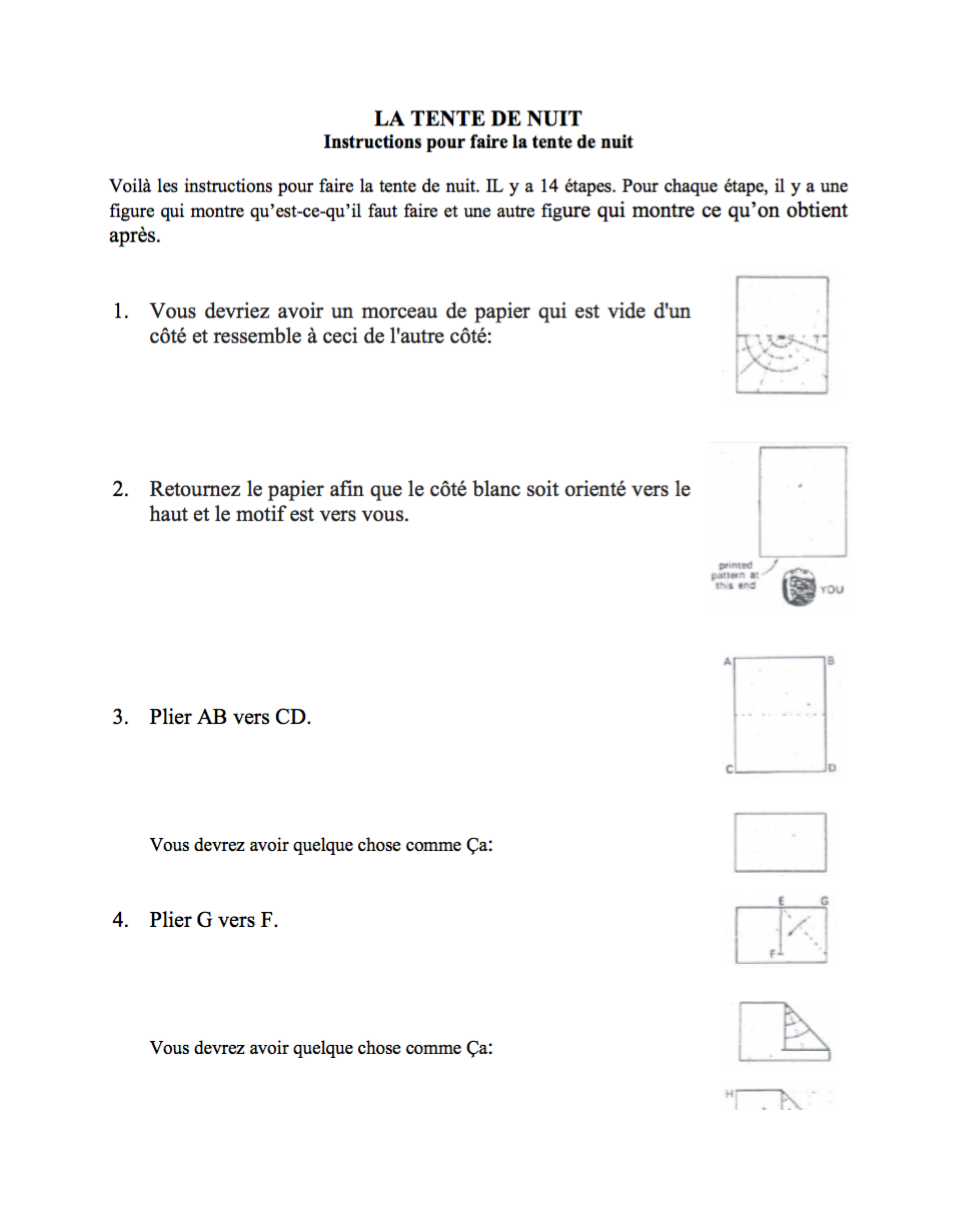 LA TENTE DE NUIT
Instructions pour faire la tente de nuit
Voilà les instructions pour faire la tente de nuit. IL y a 14 étapes. Pour chaque étape, il y a une
figure qui montre qu’est-ce-qu’il faut faire et une autre figure qui montre ce qu’on obtient
après.
1. Vous devriez avoir un morceau de papier qui est vide d'un
côté et ressemble à ceci de l'autre côté:
2. Retournez le papier afin que le côté blanc soit orienté vers le
haut et le motif est vers vous.
printed
pattern at
this end
YOU
A B
3. Plier AB vers CD.
C D
Vous devrez avoir quelque chose comme Ça:
E G
4. Plier G vers F.
F
Vous devrez avoir quelque chose comme Ça:
H